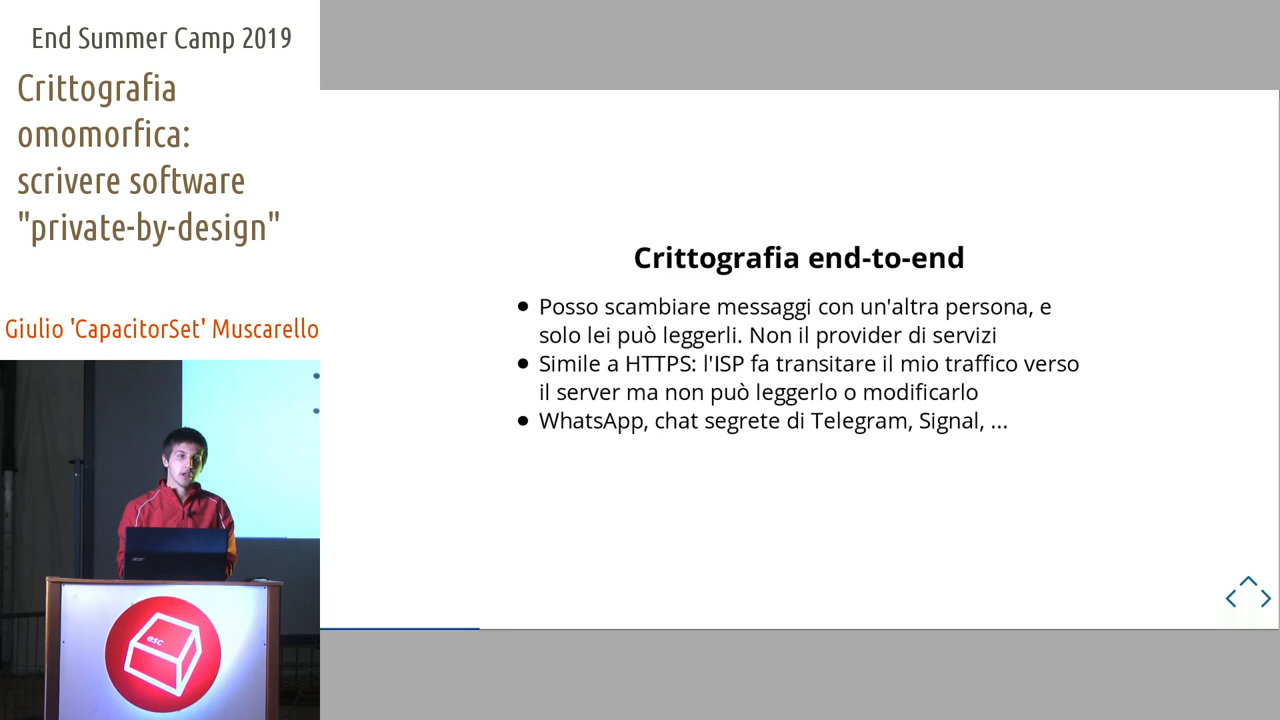 End Summer Camp 2019
Crittografia
omomorfica:
scrivere software
"private-by-design"
Giulio 'CapacitorSet' Muscarello
Crittografia end-to-end
● Posso scambiare messaggi con un'altra persona, e
solo lei può leggerli. Non il provider di servizi
● Simile a HTTPS: l'ISP fa transitare il mio traffico verso
il server ma non può leggerlo o modificarlo
● WhatsApp, chat segrete di Telegram, Signal, ...
acer
esc